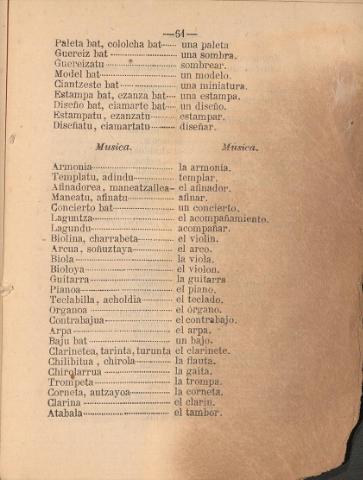 —61—
Paleta bat, cololcha bat----- una paleta
Guereiz bat ----- una sombra.
Guereizatu ----- sombrear.
Model bat ----- un modelo.
Ciantzeste bat ----- una miniatura.
Estampa bat, ezanza bat---- una estampa.
Diseño bat, ciamarte bat---- un diseño.
Estampatu, ezanzatu ----- estampar.
Diseñatu, ciamartatu----- diseñar.
Musica. Musica.
Armonia----- la armonía.
Templatu, adindu----- templar.
Afinadorea, maneatzallea- el afinador.
Maneatu, afinatu ----- afinar.
Concierto bat ----- un concierto.
Laguntza ----- el acompañamiento.
Lagundu----- acompañar.
Biolina, charrabeta----- el violin.
Arcua, soñuztaya----- el arco.
Biola ----- la viola.
Bioloya ----- el violon.
Guitarra ----- la guitarra
Pianoa ----- el piano.
Teclabilla, acholdia ----- el teclado.
Organoa ----- el órgano.
Contrabajua----- el contrabajo.
Arpa----- el arpa.
Baju bat ----- un bajo.
Clarinetea, tarinta, turunta el clarinete.
Chilibitua, chirola----- la flauta.
Chirolarrua ----- la gaita.
Trompeta ----- la trompa.
Corneta, autzayoa----- la corneta.
Clarina ----- el clarin.
Atabala ----- el tambor.